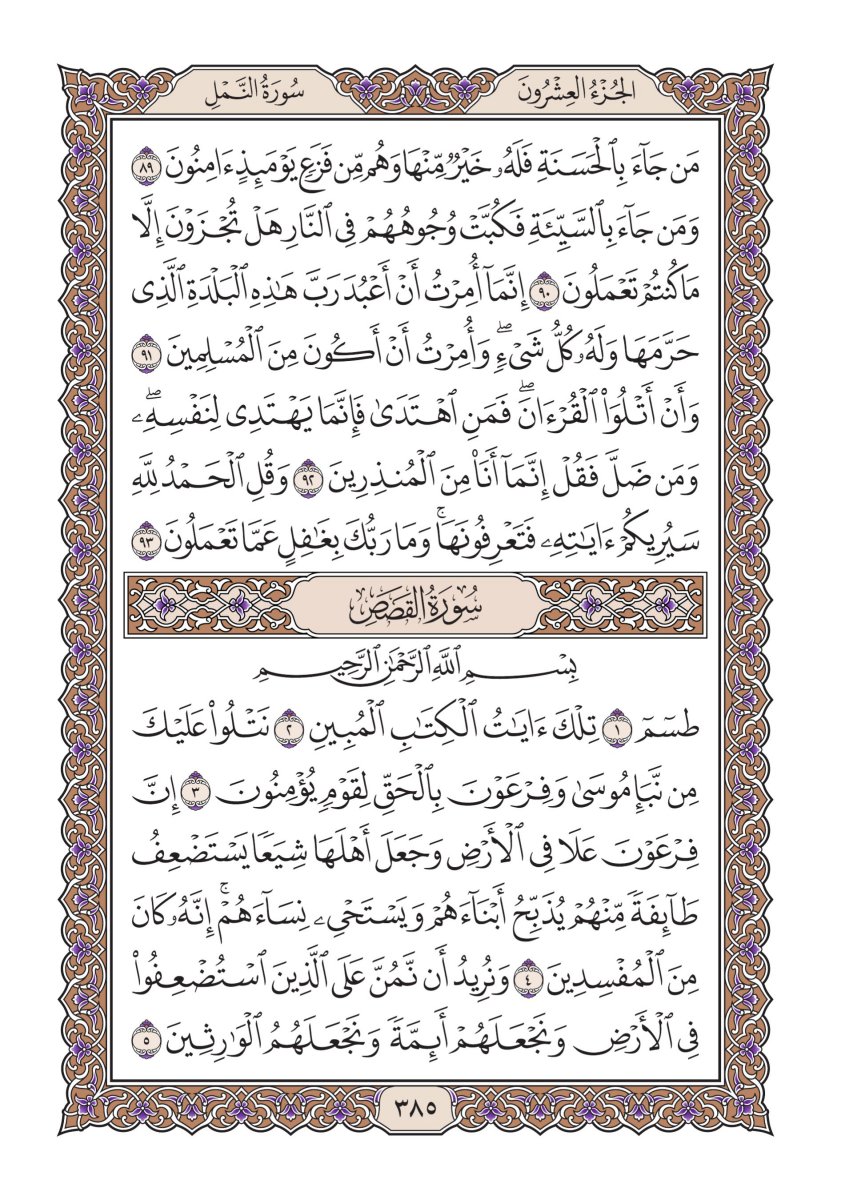 الجُزْءُ العِشْرُونَ
سُورَةُ النَّمْلِ
مَن جَآءَ بِٱلْحَسَنَةِ فَلَهُۥ خَيْرٌ مِّنْهَا وَهُم مِّن فَزَعٍ يَوْمَئِذٍ ءَامِنُونَ ٨٩
وَمَن جَآءَ بِٱلسَّيِّئَةِ فَكُبَّتْ وُجُوهُهُمْ فِى ٱلنَّارِ هَلْ تُجْزَوْنَ إِلَّا
مَا كُنتُمْ تَعْمَلُونَ ٩٠ إِنَّمَآ أُمِرْتُ أَنْ أَعْبُدَ رَبَّ هَٰذِهِ ٱلْبَلْدَةِ ٱلَّذِى
حَرَّمَهَا وَلَهُۥ كُلُّ شَىْءٍۖ وَأُمِرْتُ أَنْ أَكُونَ مِنَ ٱلْمُسْلِمِينَ ٩١
وَأَنْ أَتْلُوَا۟ ٱلْقُرْءَانَۖ فَمَنِ ٱهْتَدَىٰ فَإِنَّمَا يَهْتَدِى لِنَفْسِهِۦۖ
وَمَن ضَلَّ فَقُلْ إِنَّمَآ أَنَا۠ مِنَ ٱلْمُنذِرِينَ ٩٢ وَقُلِ ٱلْحَمْدُ لِلَّهِ
سَيُرِيكُمْ ءَايَٰتِهِۦ فَتَعْرِفُونَهَاۚ وَمَا رَبُّكَ بِغَٰفِلٍ عَمَّا تَعْمَلُونَ ٩٣
سُورَةُ القَصَصِ
بِسْمِ ٱللَّهِ ٱلرَّحْمَٰنِ ٱلرَّحِيمِ
طسٓمٓ ١ تِلْكَ ءَايَٰتُ ٱلْكِتَٰبِ ٱلْمُبِينِ ٢ نَتْلُوا۟ عَلَيْكَ
مِن نَّبَإِ مُوسَىٰ وَفِرْعَوْنَ بِٱلْحَقِّ لِقَوْمٍ يُؤْمِنُونَ ٣ إِنَّ
فِرْعَوْنَ عَلَا فِى ٱلْأَرْضِ وَجَعَلَ أَهْلَهَا شِيَعًا يَسْتَضْعِفُ
طَآئِفَةً مِّنْهُمْ يُذَبِّحُ أَبْنَآءَهُمْ وَيَسْتَحْىِۦ نِسَآءَهُمْۚ إِنَّهُۥ كَانَ
مِنَ ٱلْمُفْسِدِينَ ٤ وَنُرِيدُ أَن نَّمُنَّ عَلَى ٱلَّذِينَ ٱسْتُضْعِفُوا۟
فِى ٱلْأَرْضِ وَنَجْعَلَهُمْ أَئِمَّةً وَنَجْعَلَهُمُ ٱلْوَٰرِثِينَ ٥
٣٨٥